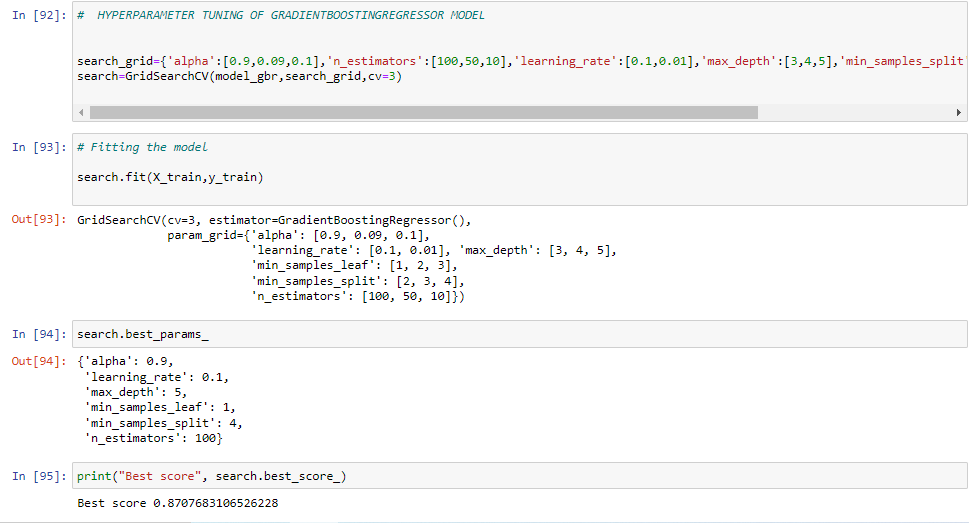 In [92]: #  HYPERPARAMETER TUNING OF GRADIENTBOOSTINGREGRESSOR MODEL
search_grid={'alpha':[0.9,0.09,0.1],'n_estimators':[100,50,10],'learning_rate':[0.1,0.01],'max_depth':[3,4,5],'min_samples_split'
search=GridSearchCV(model_gbr,search_grid,cv=3)
In [93]: # Fitting the model
search.fit(X_train,y_train)
Out[93]: GridSearchCV(cv=3, estimator=GradientBoostingRegressor(),
param_grid={'alpha': [0.9, 0.09, 0.1],
'learning_rate': [0.1, 0.01], 'max_depth': [3, 4, 5],
'min_samples_leaf': [1, 2, 3],
'min_samples_split': [2, 3, 4],
'n_estimators': [100, 50, 10]})
In [94]: search.best_params_
Out[94]: {'alpha': 0.9,
'learning_rate': 0.1,
'max_depth': 5,
'min_samples_leaf': 1,
'min_samples_split': 4,
'n_estimators': 100}
In [95]: print("Best score", search.best_score_)
Best score 0.8707683106526228